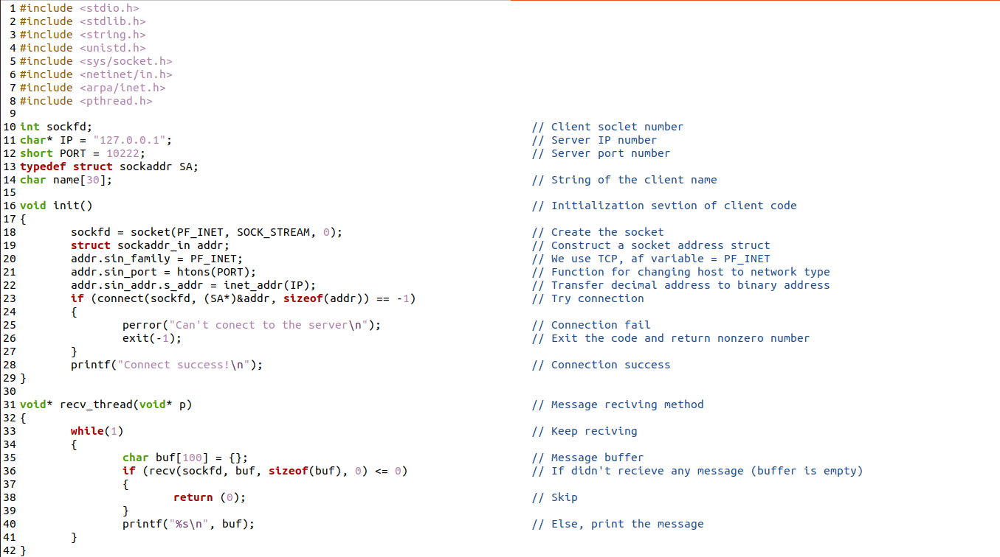 1 #include <stdio.h>
2 #include <stdlib.h>
3 #include <string.h>
4 #include <unistd.h>
5 #include <sys/socket.h>
6 #include <netinet/in.h>
7 #include <arpa/inet.h>
8 #include <pthread.h>
9
10 int sockfd; // Client soclet number
11 char* IP = "127.0.0.1"; // Server IP number
12 short PORT = 10222; // Server port number
13 typedef struct sockaddr SA;
14 char name[30]; // String of the client name
15
16 void init() // Initialization sevtion of client code
17 {
18 sockfd = socket(PF_INET, SOCK_STREAM, 0); // Create the socket
19 struct sockaddr_in addr; // Construct a socket address struct
20 addr.sin_family = PF_INET; // We use TCP, af variable = PF_INET
21 addr.sin_port = htons(PORT); // Function for changing host to network type
22 addr.sin_addr.s_addr = inet_addr(IP); // Transfer decimal address to binary address
23 if (connect(sockfd, (SA*)&addr, sizeof(addr)) == -1) // Try connection
24 {
25 perror("Can't conect to the server\n"); // Connection fail
26 exit(-1); // Exit the code and return nonzero number
27 }
28 printf("Connect success!\n"); // Connection success
29 }
30
31 void* recv_thread(void* p) // Message reciving method
32 {
33 while(1) // Keep reciving
34 {
35 char buf[100] = {}; // Message buffer
36 if (recv(sockfd, buf, sizeof(buf), 0) <= 0) // If didn't recieve any message (buffer is empty)
37 {
38 return (0); // Skip
39 }
40 printf("%s\n", buf); // Else, print the message
41 }
42 }